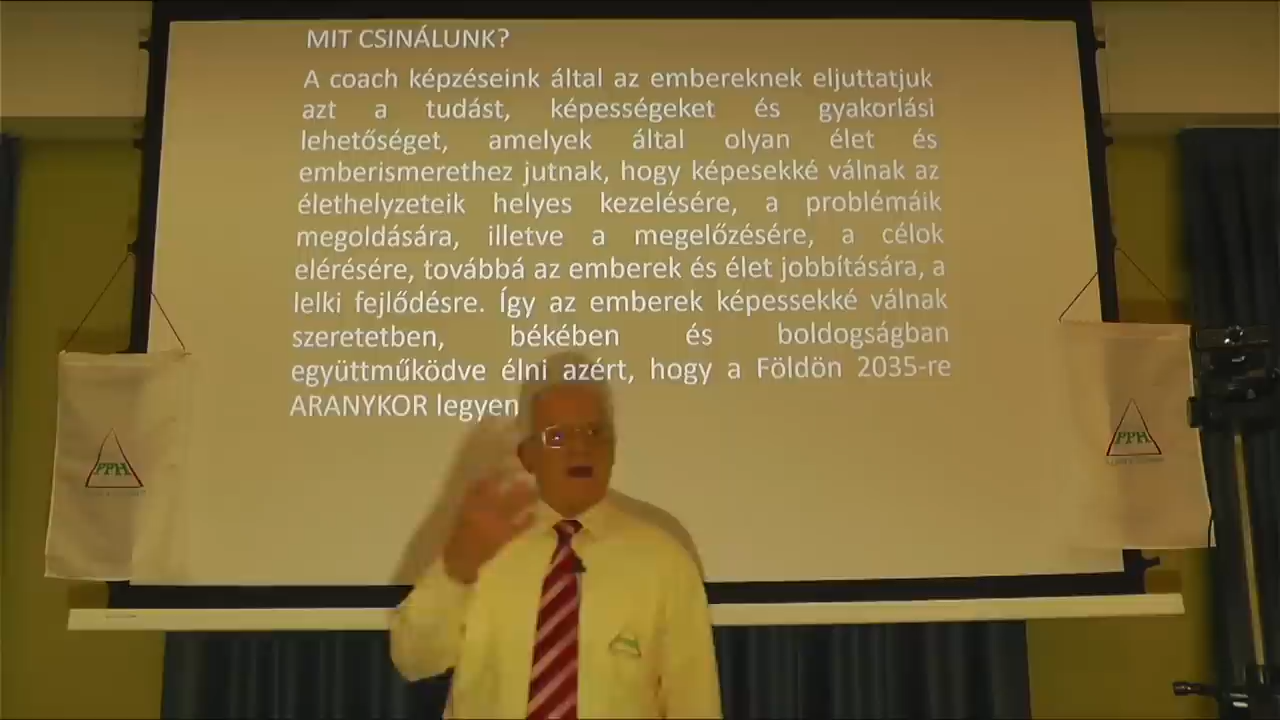 MIT CSINÁLUNK?
A coach képzéseink által az embereknek eljuttatjuk
azt a tudást, képességeket és gyakorlási
lehetőséget, amelyek által olyan élet és
emberismerethez jutnak, hogy képesekké válnak az
élethelyzeteik helyes kezelésére, a problémáik
megoldására, illetve a megelőzésére, a célok
elérésére, továbbá az emberek és élet jobbítására, a
lelki fejlődésre. Így az emberek képessekké válnak
szeretetben, békében és boldogságban
együttműködve élni azért, hogy a Földön 2035-re
ARANYKOR legyen
PPH
PPH
PPH